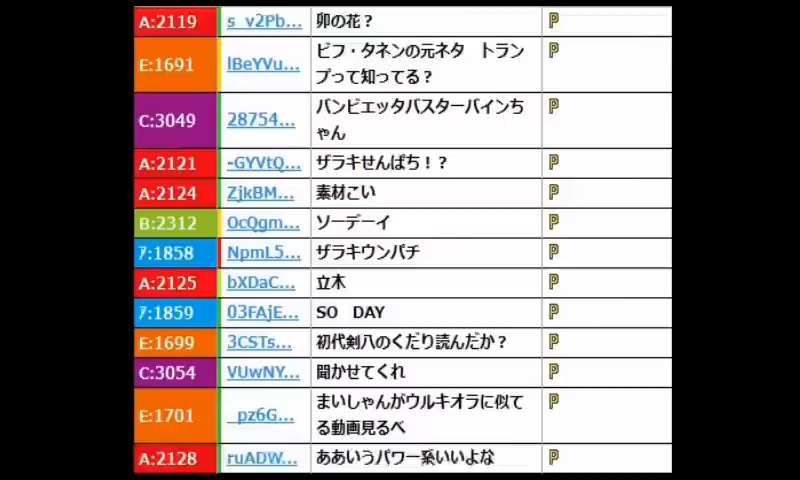 A:2119 s_v2Pb... 卯の花？ P
E:1691 lBeYVu... ビフ・タネンの元ネタ　トラン P
プって知ってる？
C:3049 28754... バンビエッタバスターバインち P
ゃん
A:2121 -GYVtQ... ザラキせんぱち！？ P
A:2124 ZjkBM... 素材こい P
B:2312 OcQgm... ソーデーイ P
ｱ:1858 NpmL5... ザラキウンパチ P
A:2125 bXDaC... 立木 P
ｱ:1859 03FAjE... SO　DAY P
E:1699 3CSTs... 初代剣八のくだり読んだか？ P
C:3054 VUwNY... 聞かせてくれ P
E:1701 _pz6G... まいしゃんがウルキオラに似て P
る動画見るべ
A:2128 ruADW... ああいうパワー系いいよな P